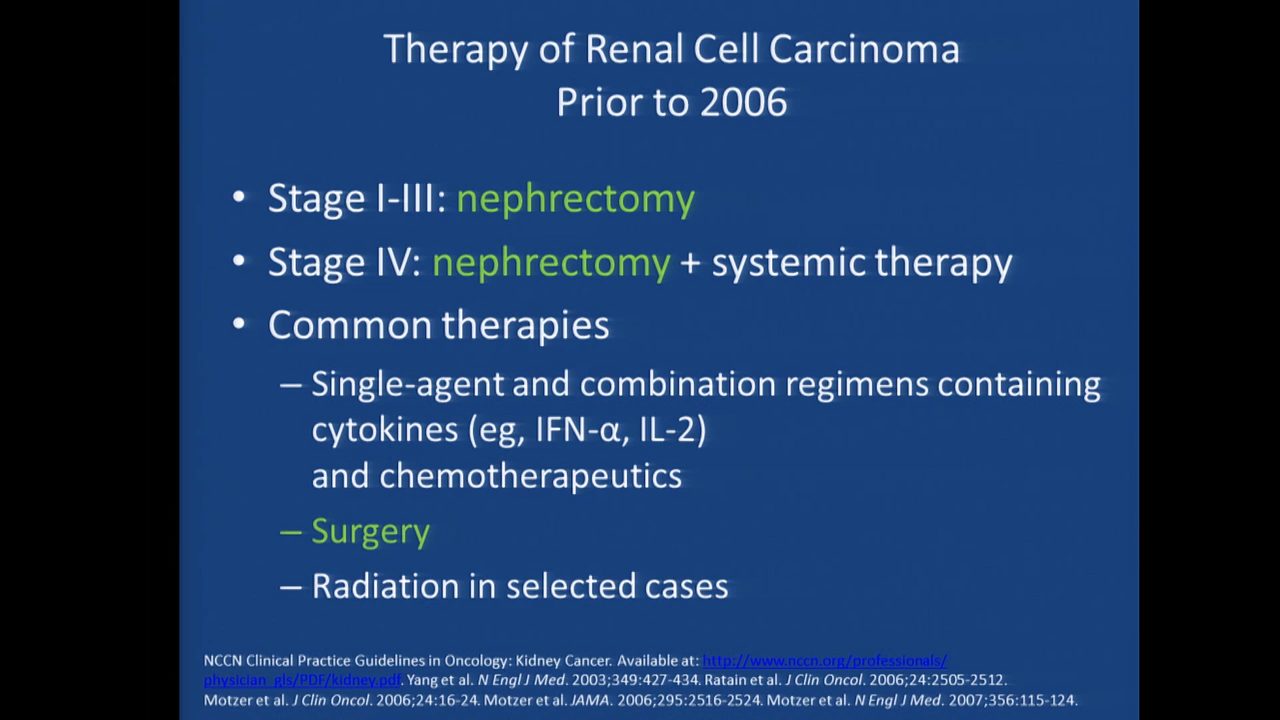 Therapy of Renal Cell Carcinoma
Prior to 2006
• Stage I-III: nephrectomy
• Stage IV: nephrectomy + systemic therapy
• Common therapies
– Single-agent and combination regimens containing
cytokines (eg, IFN-α, IL-2)
and chemotherapeutics
– Surgery
– Radiation in selected cases
NCCN Clinical Practice Guidelines in Oncology: Kidney Cancer. Available at: http://www.nccn.org/professionals/
physician_gls/PDF/kidney.pdf. Yang et al. N Engl J Med. 2003;349:427-434. Ratain et al. J Clin Oncol. 2006;24:2505-2512.
Motzer et al. J Clin Oncol. 2006;24:16-24. Motzer et al. JAMA. 2006;295:2516-2524. Motzer et al. N Engl J Med. 2007;356:115-124.